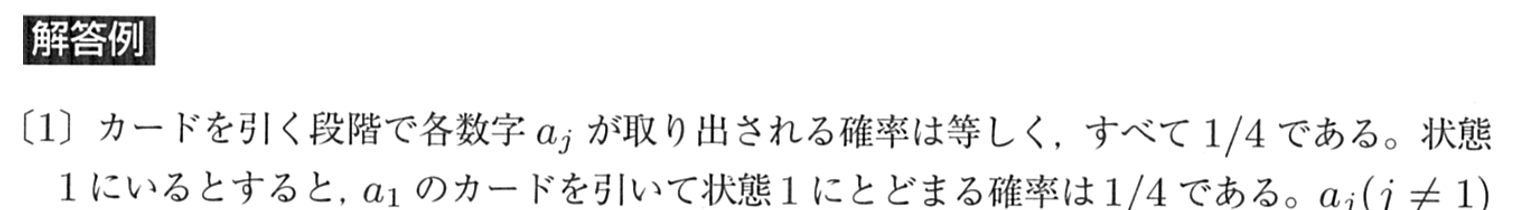 解答例
〔1〕カードを引く段階で各数字 a_j が取り出される確率は等しく，すべて 1/4 である。状態
1 にいるとすると，a_1 のカードを引いて状態 1 にとどまる確率は 1/4 である。a_j(j ≠ 1)